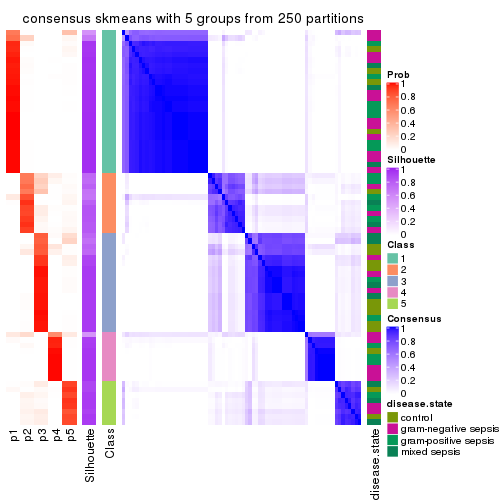 consensus skmeans with 5 groups from 250 partitions
Prob
1
0.8
0.6
0.4
0.2
0
Silhouette
1
0.8
0.6
0.4
0.2
0
Class
1
2
3
4
5
Consensus
1
0.8
0.6
0.4
0.2
0
disease.state
control
gram-negative sepsis
gram-positive sepsis
mixed sepsis
p1
p2
p3
p4
p5
Silhouette
Class
disease.state